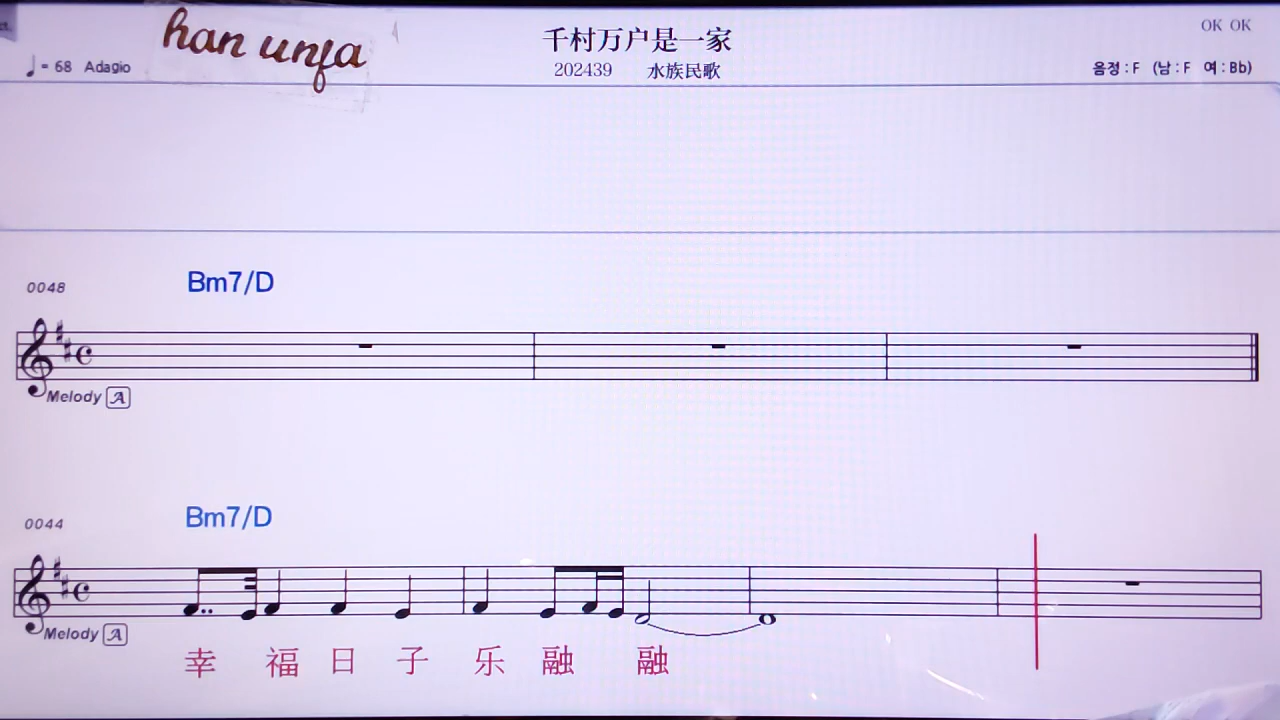 han unfa
千村万户是一家
OK OK
♩= 68 Adagio
202439 水族民歌
음정:F (남:F 여:Bb)
0048
Bm7/D
Melody A
0044
Bm7/D
Melody A
幸 福 日 子 乐 融 融